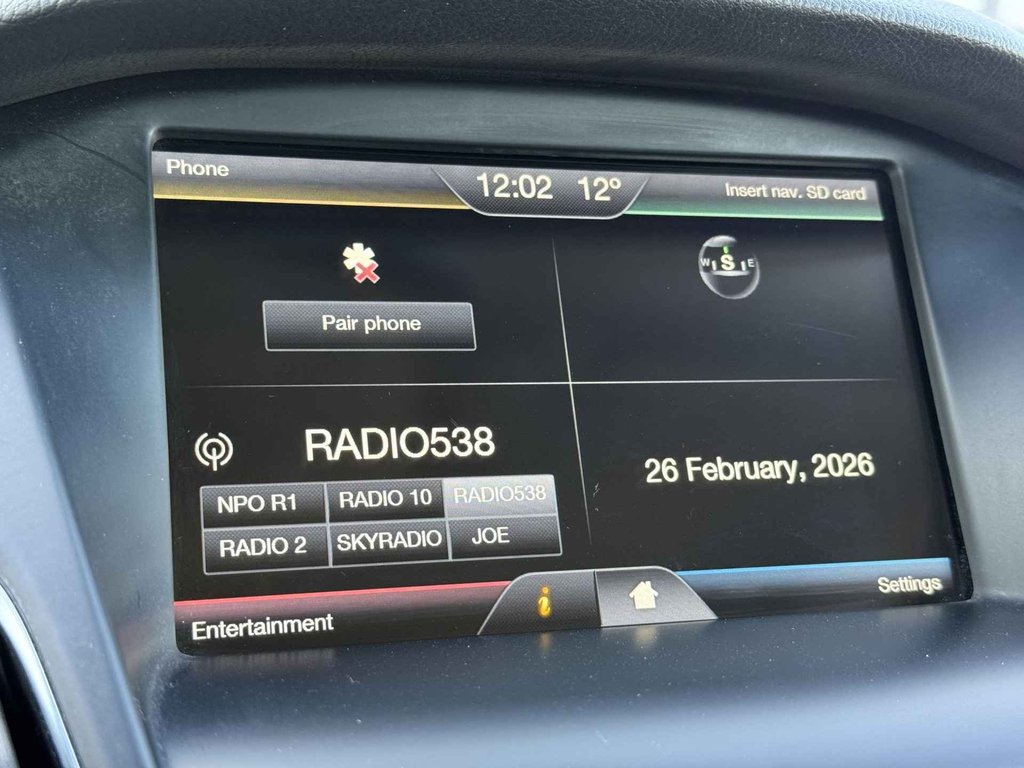 Phone
12:02 12°
Insert nav. SD card
W S E
Pair phone
RADIO538
NPO R1 RADIO 10 RADIO538
RADIO 2 SKYRADIO JOE
26 February, 2026
Entertainment
i
Settings